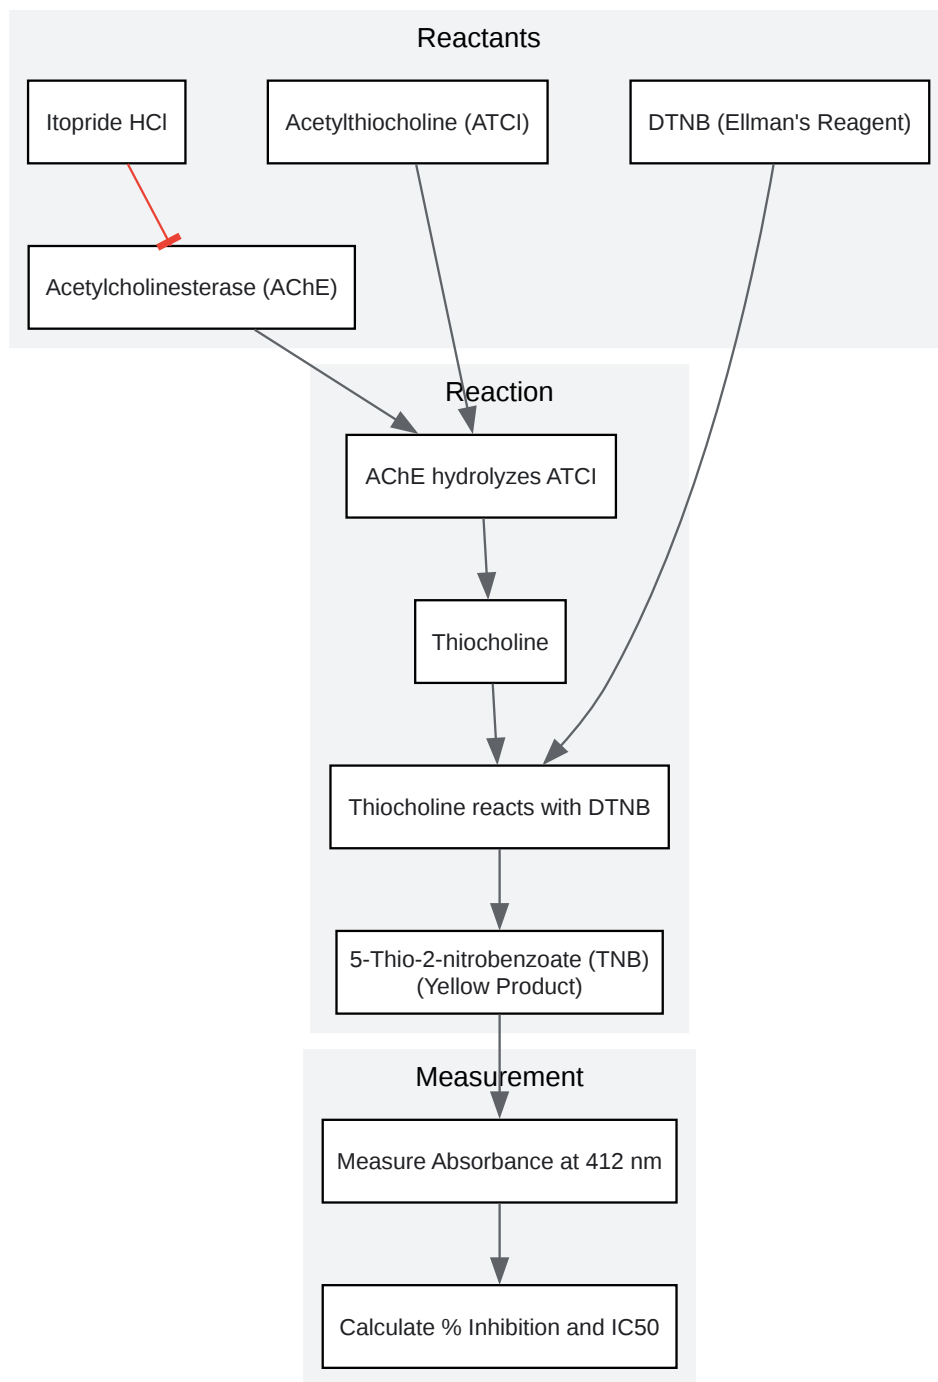 Reactants
Itopride HCl
Acetylthiocholine (ATCI)
DTNB (Ellman's Reagent)
Acetylcholinesterase (AChE)
Reaction
AChE hydrolyzes ATCI
Thiocholine
Thiocholine reacts with DTNB
5-Thio-2-nitrobenzoate (TNB)
(Yellow Product)
Measurement
Measure Absorbance at 412 nm
Calculate % Inhibition and IC50